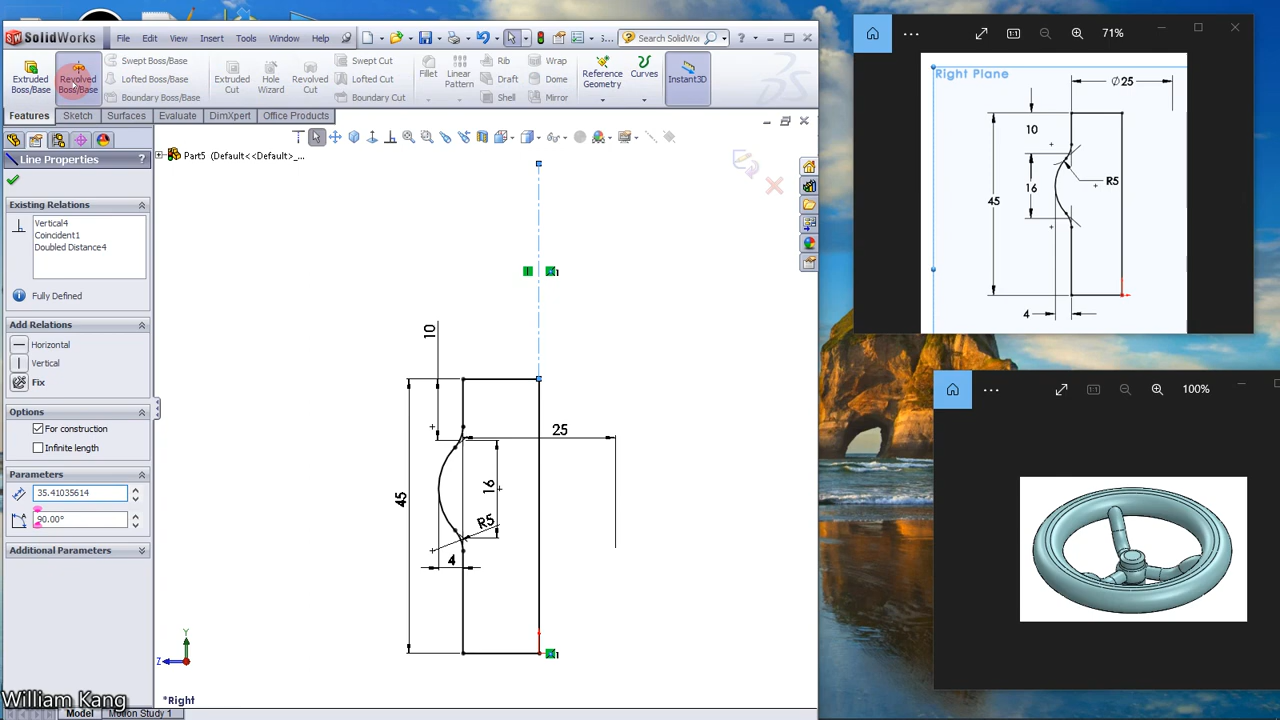 SolidWorks
File Edit View Insert Tools Window Help
3...
Search SolidWo
Extruded Boss/Base
Revolved Boss/Base
Swept Boss/Base
Lofted Boss/Base
Boundary Boss/Base
Extruded Cut
Hole Wizard
Revolved Cut
Swept Cut
Lofted Cut
Boundary Cut
Fillet
Linear Pattern
Rib
Draft
Shell
Wrap
Dome
Mirror
Reference Geometry
Curves
Instant3D
Features Sketch Surfaces Evaluate DimXpert Office Products
Part5 (Default<<Default>_...
Line Properties ?
Existing Relations
Vertical4
Coincident1
Doubled Distance4
Fully Defined
Add Relations
Horizontal
Vertical
Fix
Options
For construction
Infinite length
Parameters
35.41035614
90.00°
Additional Parameters
1
10
25
45
16
R5
4
1
Z
Y
*Right
William Kang
Model Motion Study 1
71%
Right Plane
Ø25
10
16
R5
45
4
100%